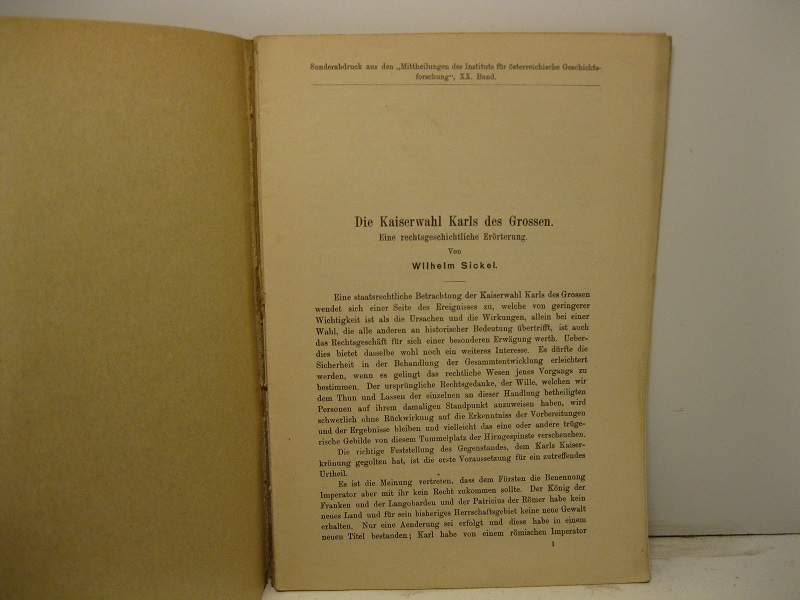 Sonderabdruck aus den „Mittheilungen des Instituts für österreichische Geschichts-
forschung“, XX. Band.
Die Kaiserwahl Karls des Grossen.
Eine rechtsgeschichtliche Erörterung.
Von
Wilhelm Sickel.
Eine staatsrechtliche Betrachtung der Kaiserwahl Karls des Grossen
wendet sich einer Seite des Ereignisses zu, welche von geringerer
Wichtigkeit ist als die Ursachen und die Wirkungen, allein bei einer
Wahl, die alle anderen an historischer Bedeutung übertrifft, ist auch
das Rechtsgeschäft für sich einer besonderen Erwägung werth. Ueber-
dies bietet dasselbe wohl noch ein weiteres Interesse. Es dürfte die
Sicherheit in der Behandlung der Gesammtentwicklung erleichtert
werden, wenn es gelingt das rechtliche Wesen jenes Vorgangs zu
bestimmen. Der ursprüngliche Rechtsgedanke, der Wille, welchen wir
dem Thun und Lassen der einzelnen an dieser Handlung betheiligten
Personen auf ihrem damaligen Standpunkt anzuweisen haben, wird
schwerlich ohne Rückwirkung auf die Erkenntniss der Vorbereitungen
und der Ergebnisse bleiben und vielleicht das eine oder andere trüge-
rische Gebilde von diesem Tummelplatz der Hirngespinste verscheuchen.
Die richtige Feststellung des Gegenstandes, dem Karls Kaiser-
krönung gegolten hat, ist die erste Voraussetzung für ein zutreffendes
Urtheil.
Es ist die Meinung vertreten, dass dem Fürsten die Benennung
Imperator aber mit ihr kein Recht zukommen sollte. Der König der
Franken und der Langobarden und der Patricius der Römer habe kein
neues Land und für sein bisheriges Herrschaftsgebiet keine neue Gewalt
erhalten. Nur eine Aenderung sei erfolgt und diese habe in einem
neuen Titel bestanden; Karl habe von einem römischen Imperator
1